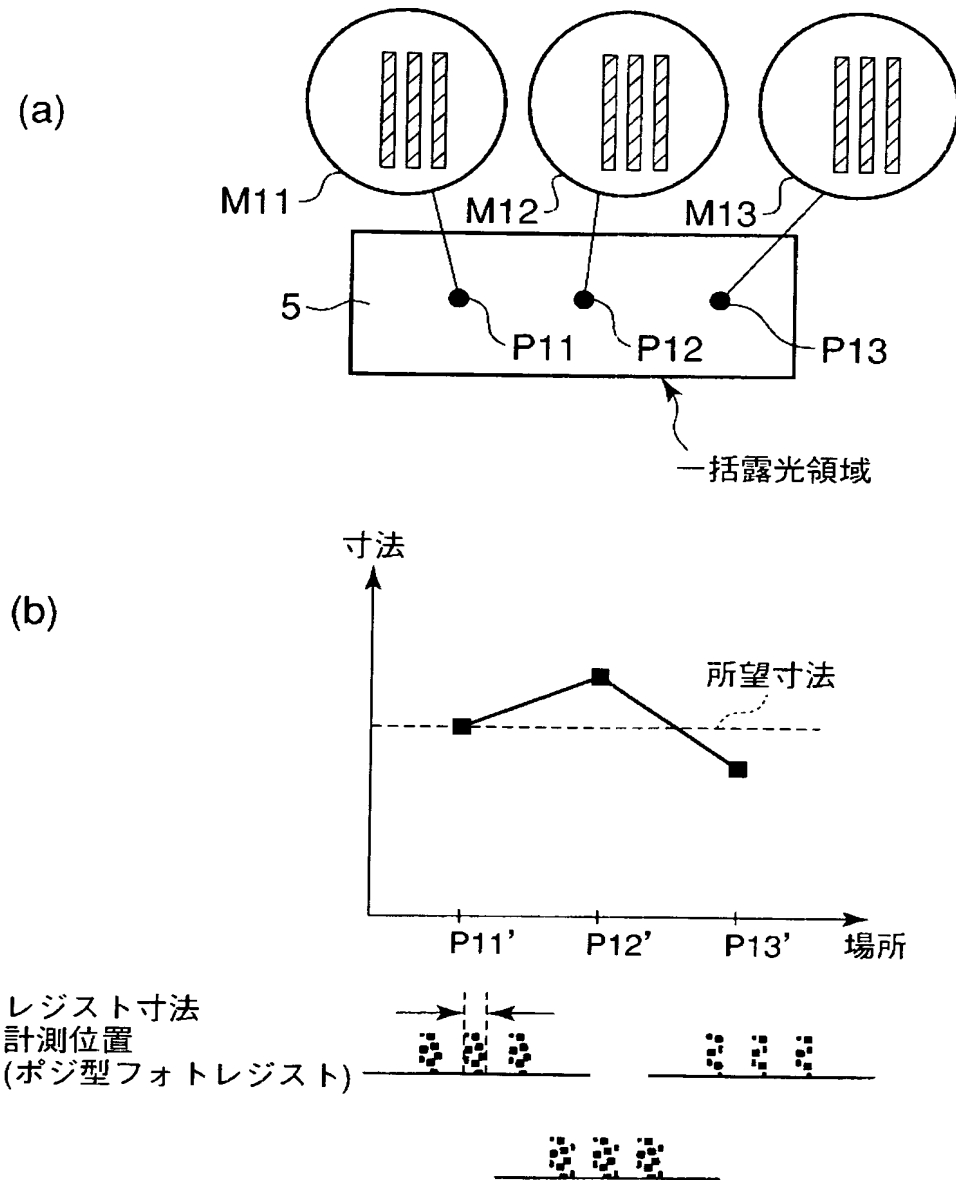 (a)
M11
M12
M13
5
P11
P12
P13
一括露光領域
(b)
寸法
所望寸法
P11’
P12’
P13’
場所
レジスト寸法
計測位置
(ポジ型フォトレジスト)